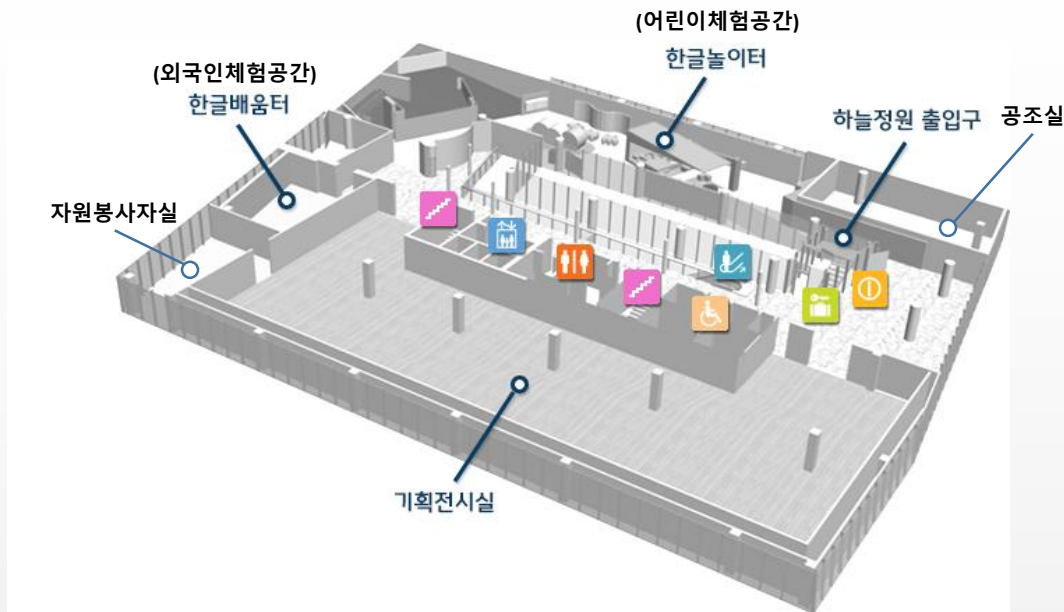 (어린이체험공간)
한글놀이터
(외국인체험공간)
한글배움터
하늘정원 출입구
공조실
자원봉사자실
기획전시실